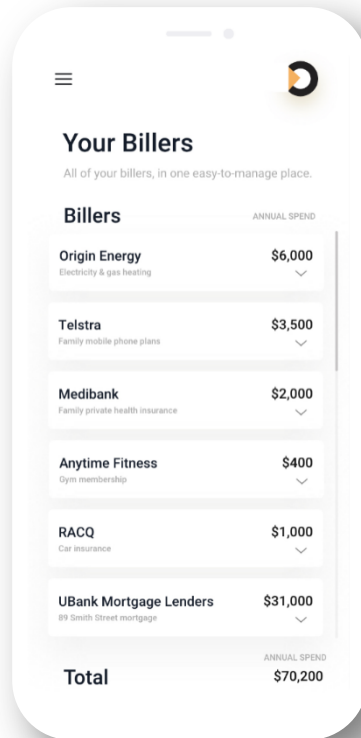 Your Billers
All of your billers, in one easy-to-manage place.
Billers ANNUAL SPEND
Origin Energy $6,000
Electricity & gas heating
Telstra $3,500
Family mobile phone plans
Medibank $2,000
Family private health insurance
Anytime Fitness $400
Gym membership
RACQ $1,000
Car insurance
UBank Mortgage Lenders $31,000
89 Smith Street mortgage
ANNUAL SPEND
Total $70,200